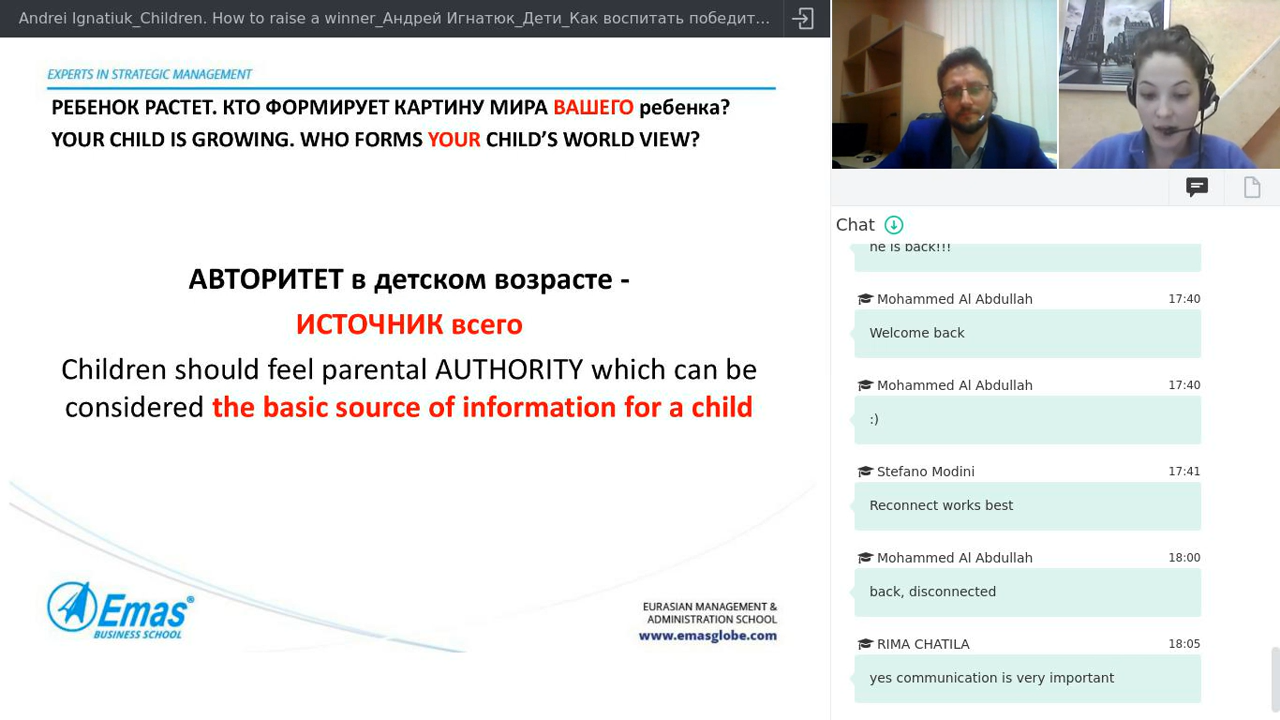 Andrei Ignatiuk_Children. How to raise a winner_Андрей Игнатюк_Дети_Как воспитать победит...
EXPERTS IN STRATEGIC MANAGEMENT
РЕБЕНОК РАСТЕТ. КТО ФОРМИРУЕТ КАРТИНУ МИРА ВАШЕГО ребенка?
YOUR CHILD IS GROWING. WHO FORMS YOUR CHILD’S WORLD VIEW?
АВТОРИТЕТ в детском возрасте -
ИСТОЧНИК всего
Children should feel parental AUTHORITY which can be
considered the basic source of information for a child
Emas®
BUSINESS SCHOOL
EURASIAN MANAGEMENT &
ADMINISTRATION SCHOOL
www.emasglobe.com
Chat
he is back!!!
Mohammed Al Abdullah 17:40
Welcome back
Mohammed Al Abdullah 17:40
:)
Stefano Modini 17:41
Reconnect works best
Mohammed Al Abdullah 18:00
back, disconnected
RIMA CHATILA 18:05
yes communication is very important